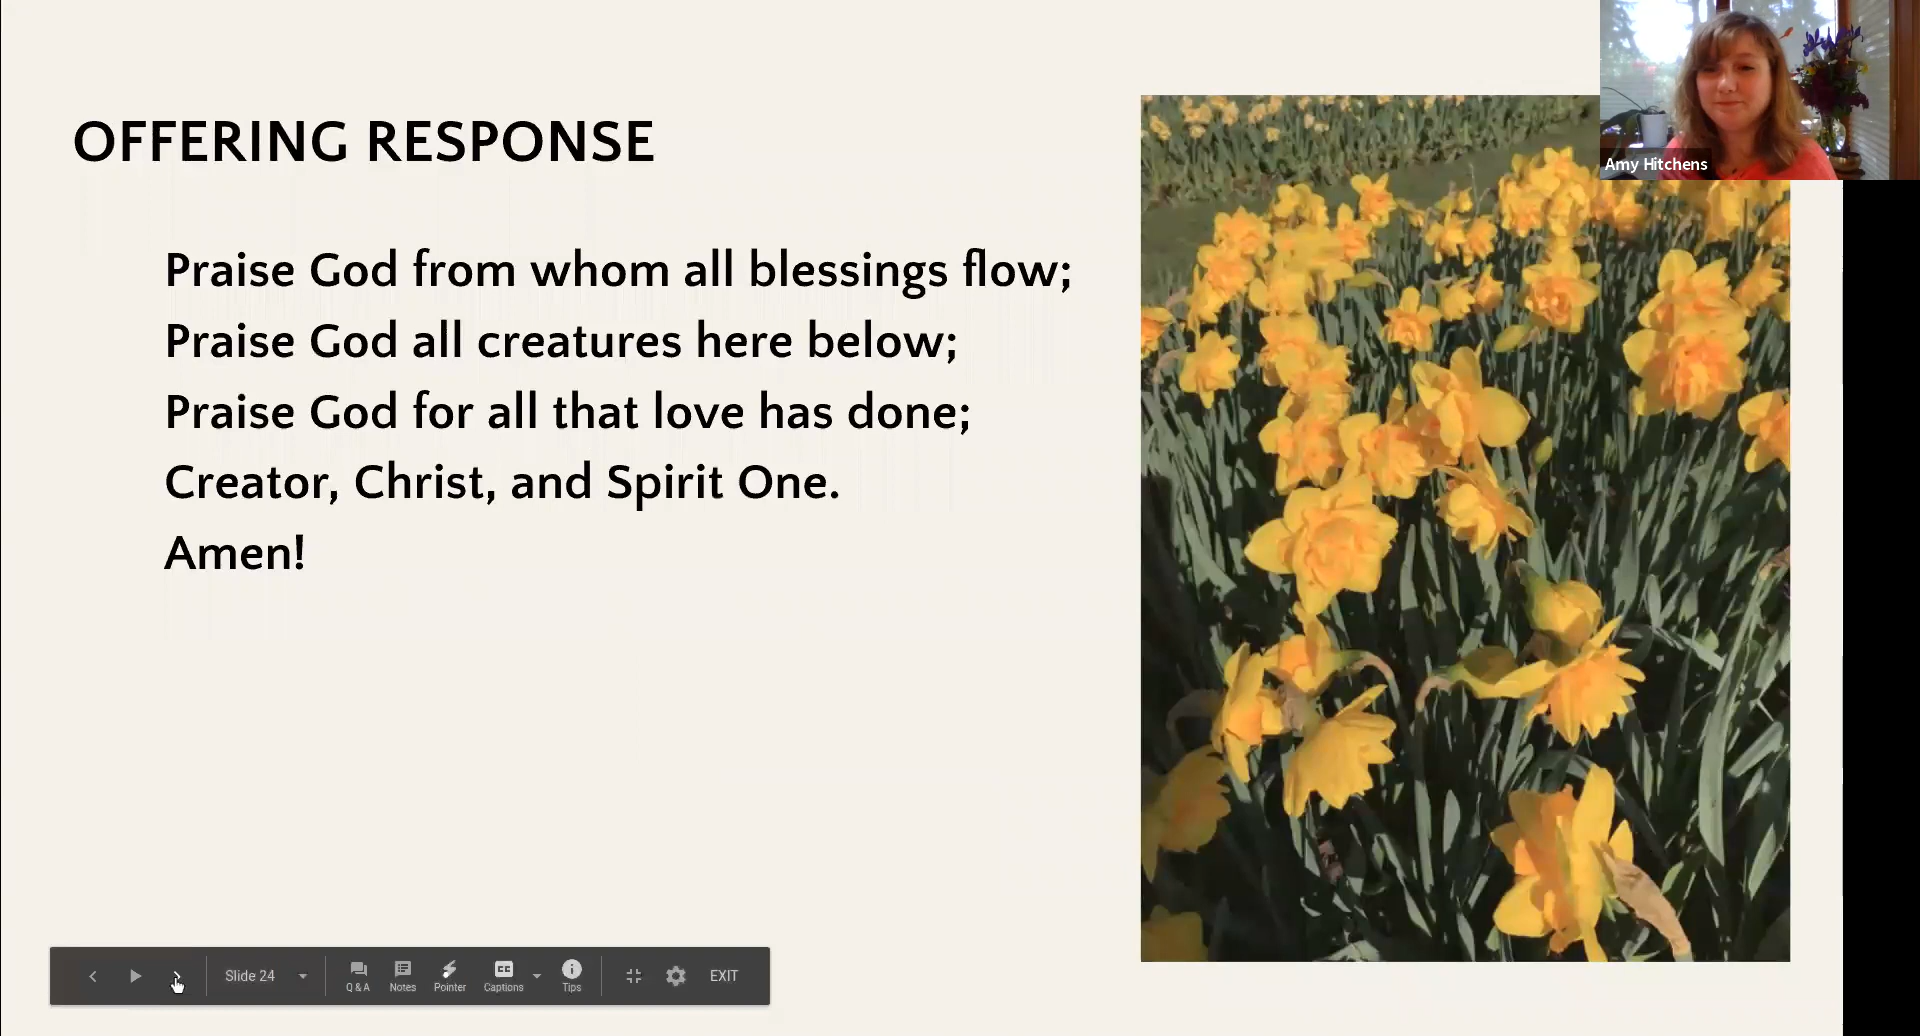 OFFERING RESPONSE
Praise God from whom all blessings flow;
Praise God all creatures here below;
Praise God for all that love has done;
Creator, Christ, and Spirit One.
Amen!
Amy Hitchens
Slide 24
Q & A
Notes
Pointer
CC
Captions
Tips
EXIT